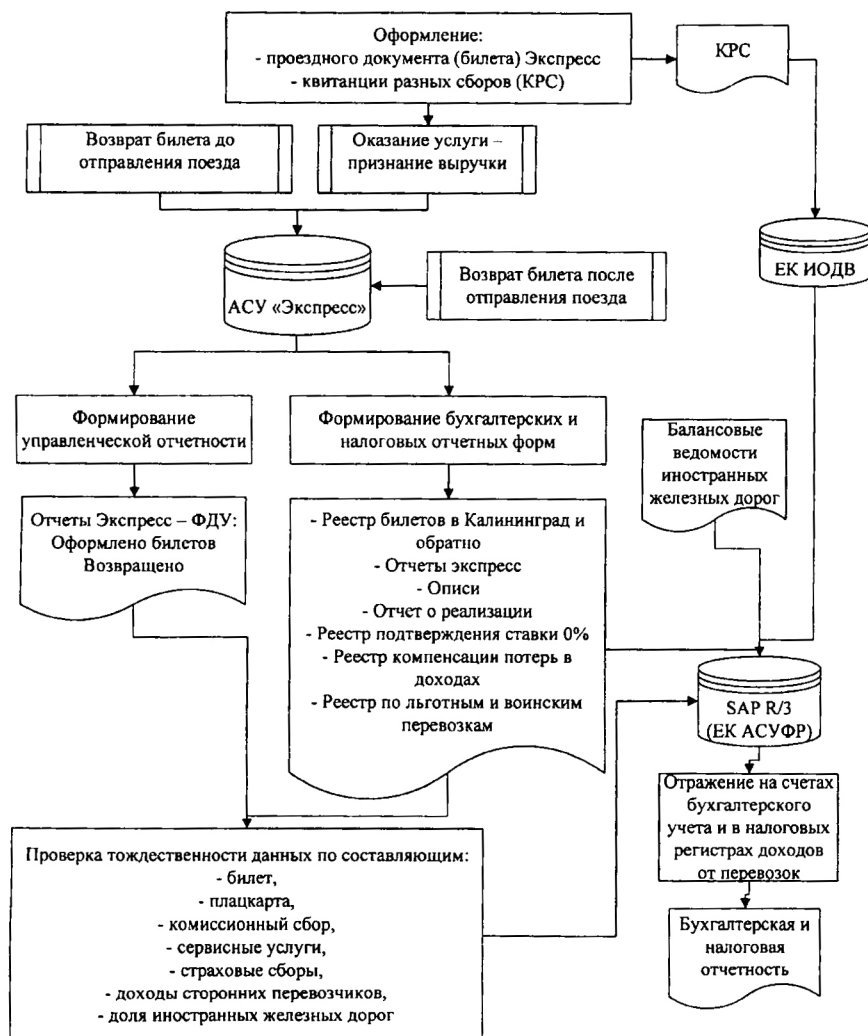 Оформление:
- проездного документа (билета) Экспресс
- квитанции разных сборов (КРС)
КРС
Возврат билета до
отправления поезда
Оказание услуги –
признание выручки
ЕК ИОДВ
АСУ «Экспресс»
Возврат билета после
отправления поезда
Формирование
управленческой отчетности
Формирование бухгалтерских и
налоговых отчетных форм
Балансовые
ведомости
иностранных
железных дорог
Отчеты Экспресс – ФДУ:
Оформлено билетов
Возвращено
- Реестр билетов в Калининград и
обратно
- Отчеты экспресс
- Описи
- Отчет о реализации
- Реестр подтверждения ставки 0%
- Реестр компенсации потерь в
доходах
- Реестр по льготным и воинским
перевозкам
SAP R/3
(ЕК АСУФР)
Отражение на счетах
бухгалтерского
учета и в налоговых
регистрах доходов
от перевозок
Проверка тождественности данных по составляющим:
- билет,
- плацкарта,
- комиссионный сбор,
- сервисные услуги,
- страховые сборы,
- доходы сторонних перевозчиков,
- доля иностранных железных дорог
Бухгалтерская и
налоговая
отчетность